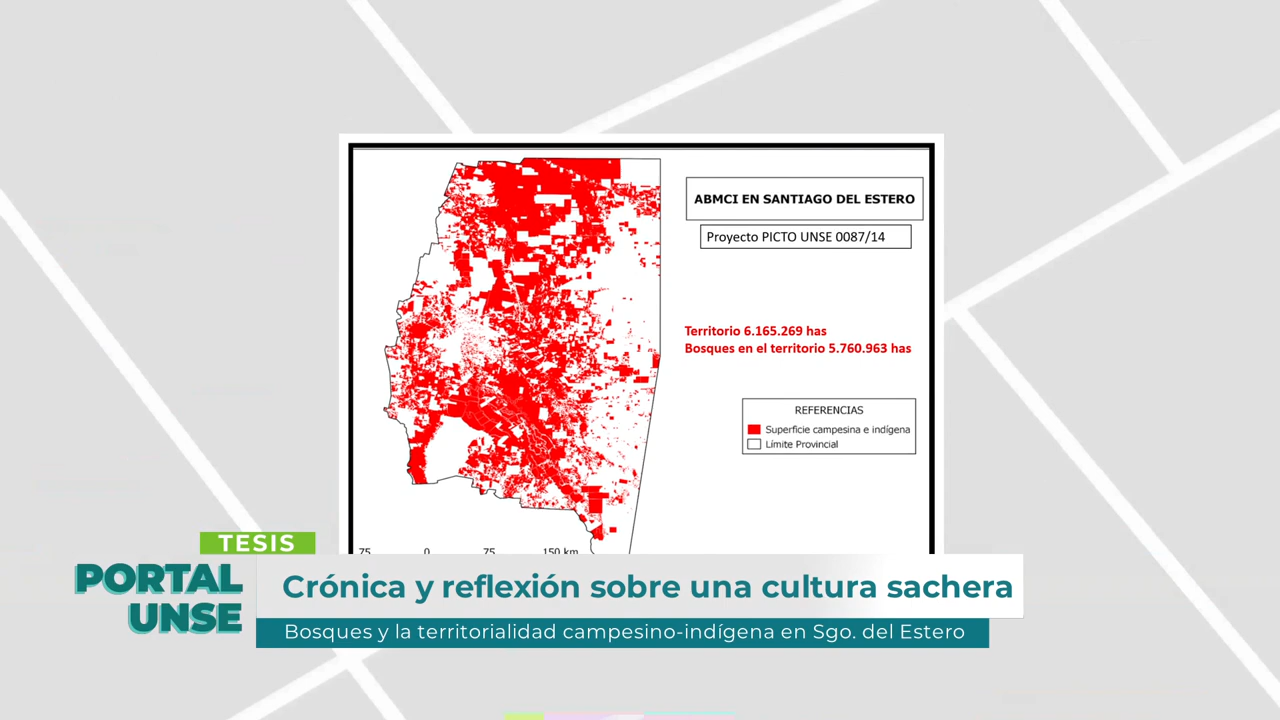 ABMCI EN SANTIAGO DEL ESTERO
Proyecto PICTO UNSE 0087/14
Territorio 6.165.269 has
Bosques en el territorio 5.760.963 has
REFERENCIAS
Superficie campesina e indígena
Límite Provincial
75 0 75 150 km
TESIS
PORTAL
UNSE
Crónica y reflexión sobre una cultura sachera
Bosques y la territorialidad campesino-indígena en Sgo. del Estero